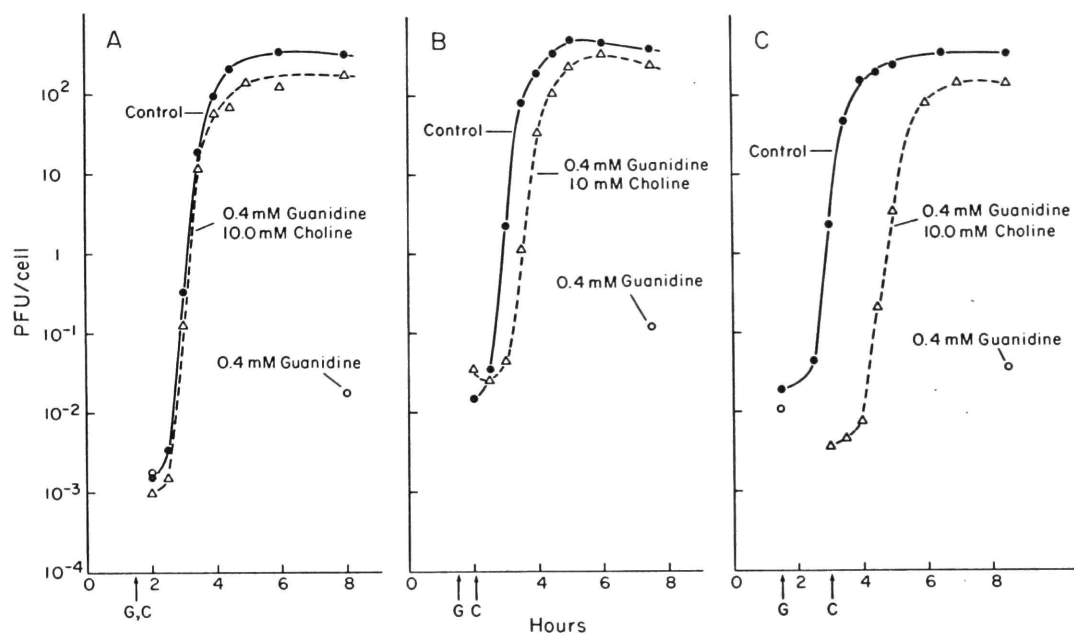 A
B
C
PFU/cell
10²
10
1
10⁻¹
10⁻²
10⁻³
10⁻⁴
Control
0.4 mM Guanidine
10.0 mM Choline
0.4 mM Guanidine
0 2 4 6 8
G,C
Control
0.4 mM Guanidine
10 mM Choline
0.4 mM Guanidine
0 4 6 8
G C
Control
0.4 mM Guanidine
10.0 mM Choline
0.4 mM Guanidine
0 2 4 6 8
G C
Hours